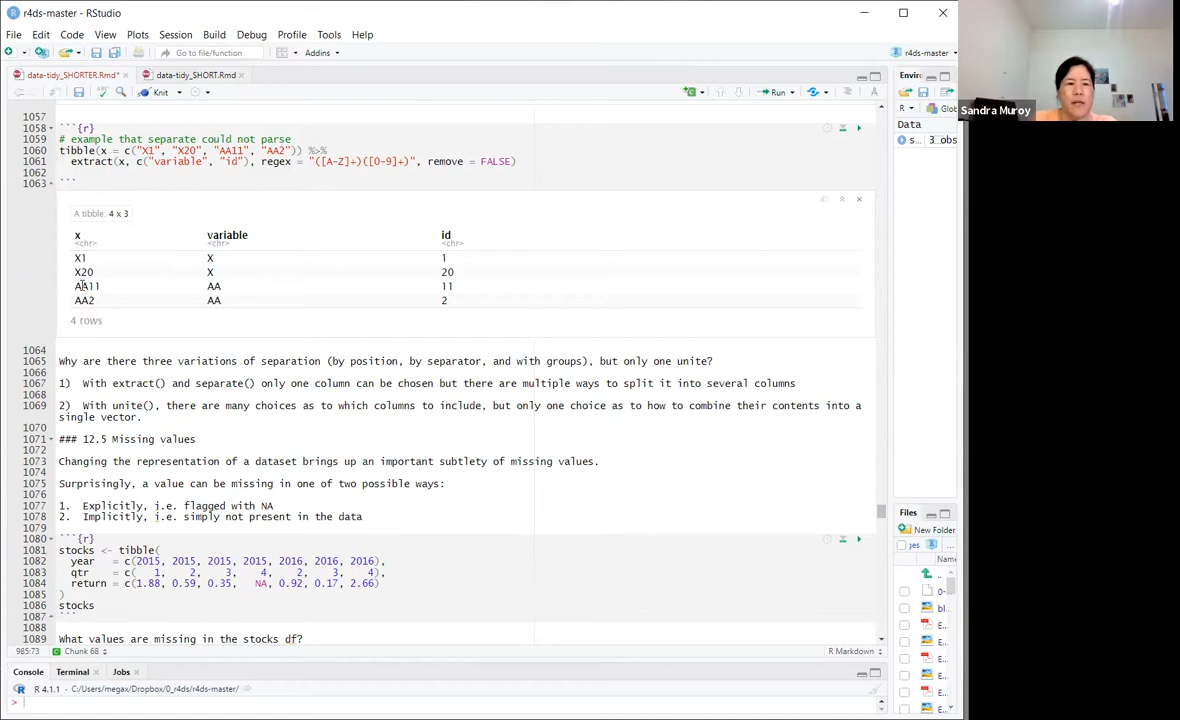 r4ds-master - RStudio
File Edit Code View Plots Session Build Debug Profile Tools Help
Go to file/function Addins r4ds-master
data-tidy_SHORTER.Rmd* data-tidy_SHORT.Rmd
Knit Run
1057
1058 ```{r}
1059 # example that separate could not parse
1060 tibble(x = c("X1", "X20", "AA11", "AA2")) %>%
1061 extract(x, c("variable", "id"), regex = "([A-Z]+)([0-9]+)", remove = FALSE)
1062
1063 ```
A tibble: 4 x 3
x variable id
<chr> <chr> <chr>
X1 X 1
X20 X 20
AA11 AA 11
AA2 AA 2
4 rows
1064
1065 Why are there three variations of separation (by position, by separator, and with groups), but only one unite?
1066
1067 1) With extract() and separate() only one column can be chosen but there are multiple ways to split it into several columns
1068
1069 2) With unite(), there are many choices as to which columns to include, but only one choice as to how to combine their contents into a
single vector.
1070
1071 ### 12.5 Missing values
1072
1073 Changing the representation of a dataset brings up an important subtlety of missing values.
1074
1075 Surprisingly, a value can be missing in one of two possible ways:
1076
1077 1. Explicitly, i.e. flagged with NA
1078 2. Implicitly, i.e. simply not present in the data
1079
1080 ```{r}
1081 stocks <- tibble(
1082 year = c(2015, 2015, 2015, 2015, 2016, 2016, 2016),
1083 qtr = c( 1, 2, 3, 4, 2, 3, 4),
1084 return = c(1.88, 0.59, 0.35, NA, 0.92, 0.17, 2.66)
1085 )
1086 stocks
1087 ```
1088
1089 What values are missing in the stocks df?
985:73 Chunk 68 R Markdown
Console Terminal Jobs
R 4.1.1 · C:/Users/megax/Dropbox/0_r4ds/r4ds-master/
>
Envir
R Glob
Data
s... 3 obs
Files
New Folder
jes ...
Name
..
0-
bl
E...
E...
E...
E...
E...
E...
Sandra Muroy